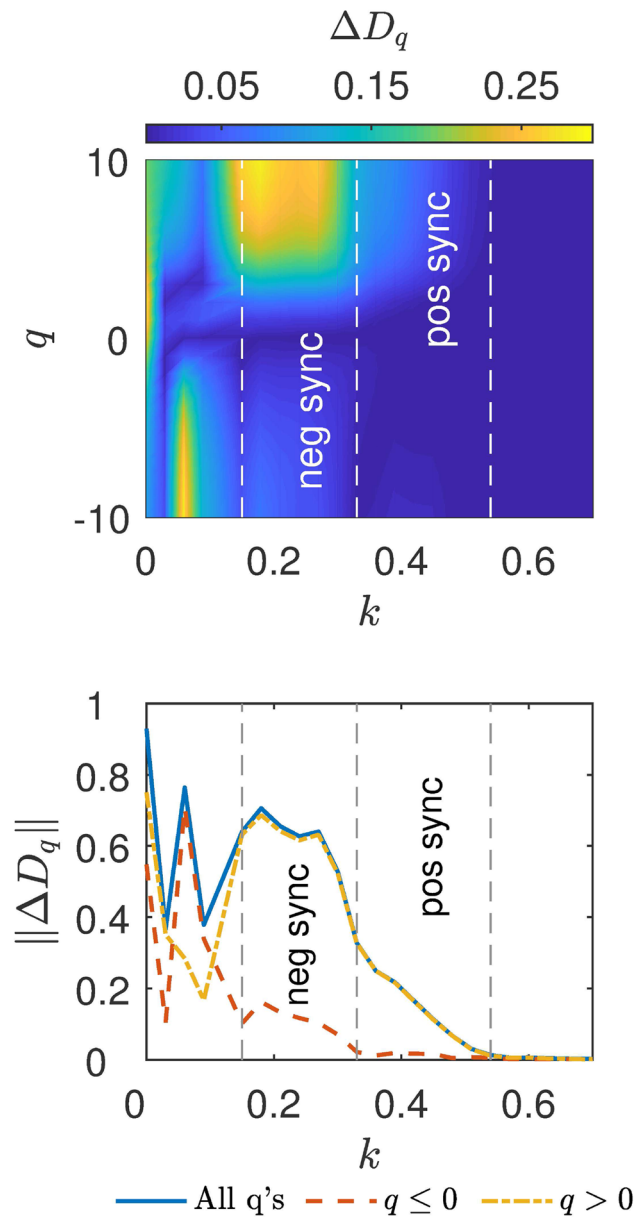 ΔD_q
0.05 0.15 0.25
10
q
0
-10
neg sync
pos sync
0 0.2 0.4 0.6
k
1
0.8
0.6
0.4
0.2
0
||ΔD_q||
neg sync
pos sync
0 0.2 0.4 0.6
k
All q's q ≤ 0 q > 0